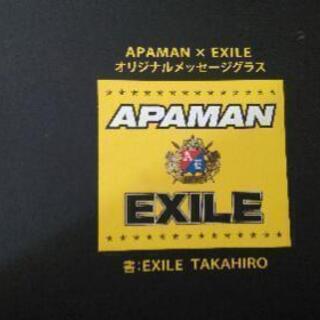 APAMAN × EXILE
オリジナルメッセージグラス
APAMAN
A E
EXILE
書:EXILE TAKAHIRO